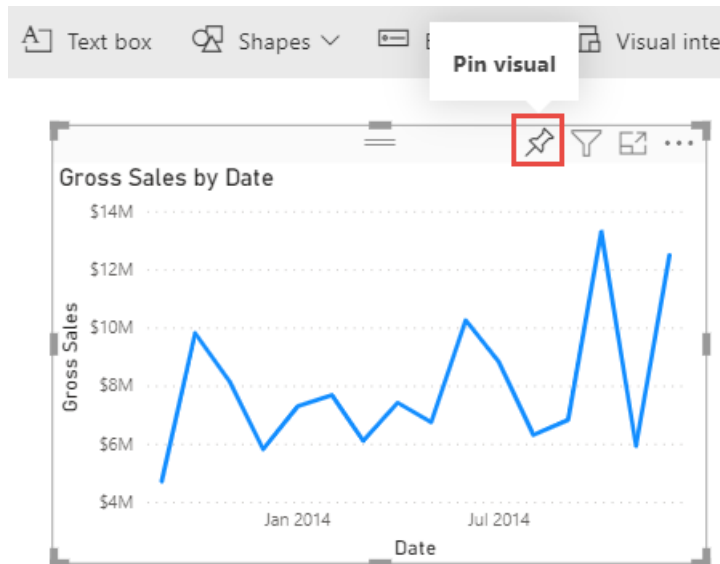 Text box Shapes Visual inte
Pin visual
Gross Sales by Date
$14M
$12M
$10M
$8M
$6M
$4M
Gross Sales
Jan 2014 Jul 2014
Date